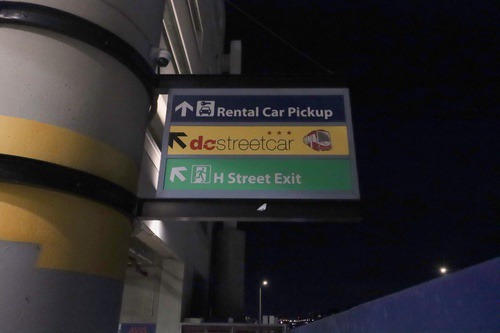 Rental Car Pickup
dcstreetcar
H Street Exit